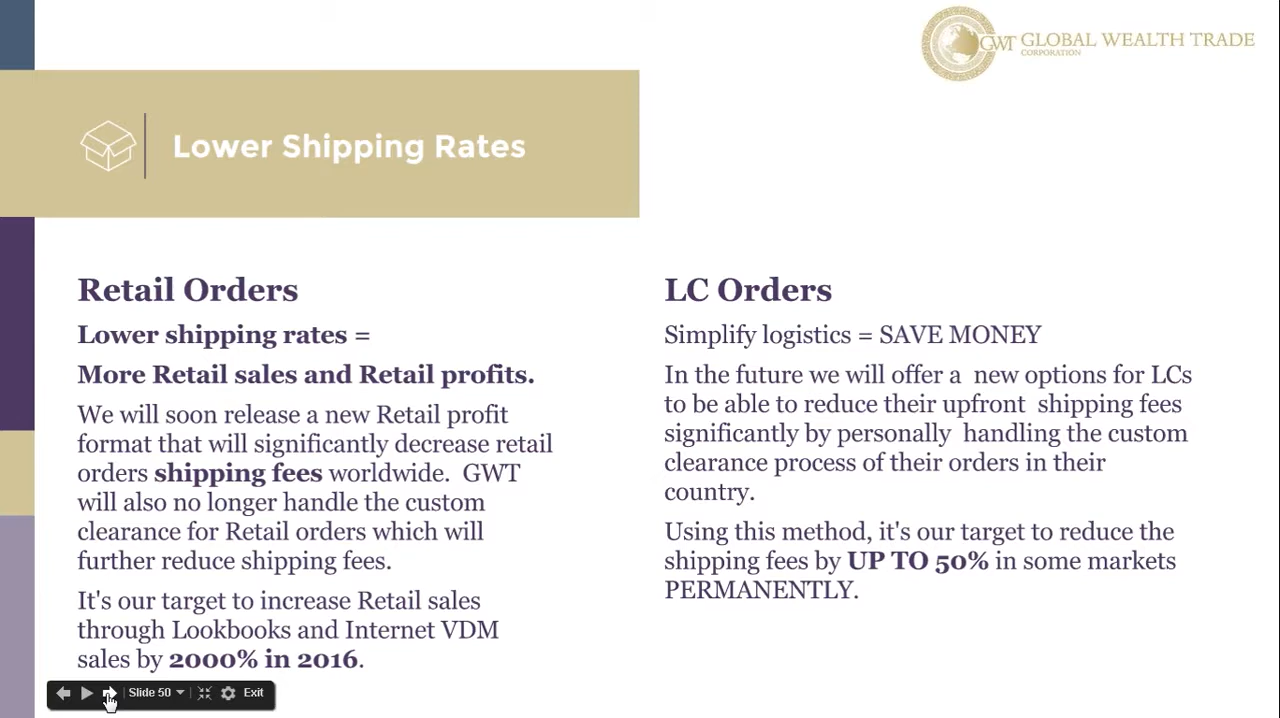 GWT GLOBAL WEALTH TRADE
CORPORATION
Lower Shipping Rates
Retail Orders
Lower shipping rates =
More Retail sales and Retail profits.
We will soon release a new Retail profit
format that will significantly decrease retail
orders shipping fees worldwide.  GWT
will also no longer handle the custom
clearance for Retail orders which will
further reduce shipping fees.
It's our target to increase Retail sales
through Lookbooks and Internet VDM
sales by 2000% in 2016.
LC Orders
Simplify logistics = SAVE MONEY
In the future we will offer a  new options for LCs
to be able to reduce their upfront  shipping fees
significantly by personally  handling the custom
clearance process of their orders in their
country.
Using this method, it's our target to reduce the
shipping fees by UP TO 50% in some markets
PERMANENTLY.
Slide 50 Exit